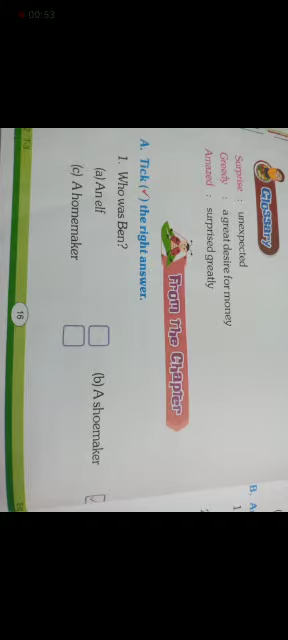 00:53
Glossary
Surprise : unexpected
Greedy : a great desire for money
Amazed : surprised greatly
From The Chapter
A. Tick (✓) the right answer.
1. Who was Ben?
(a) An elf
(b) A shoemaker
(c) A homemaker
16
B.
1